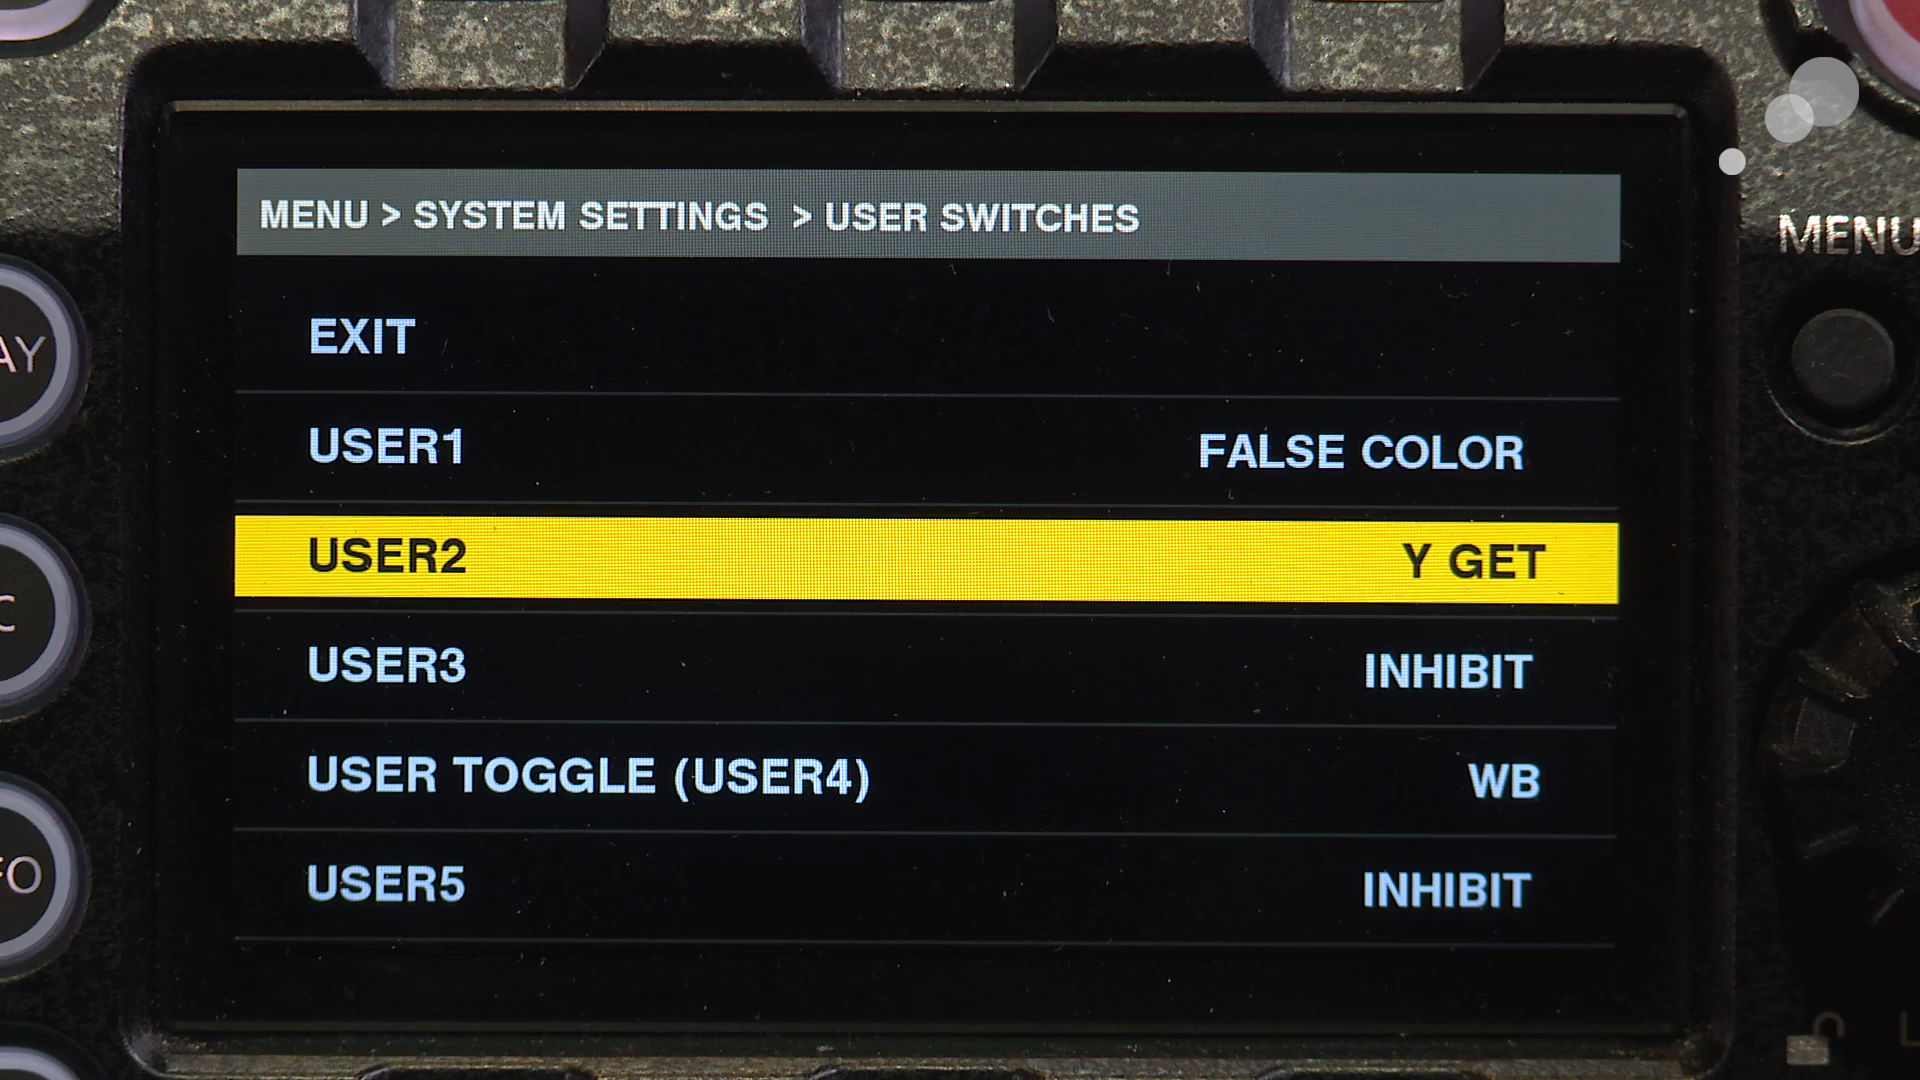 MENU > SYSTEM SETTINGS > USER SWITCHES
MENU
EXIT
USER1 FALSE COLOR
USER2 Y GET
USER3 INHIBIT
USER TOGGLE (USER4) WB
USER5 INHIBIT